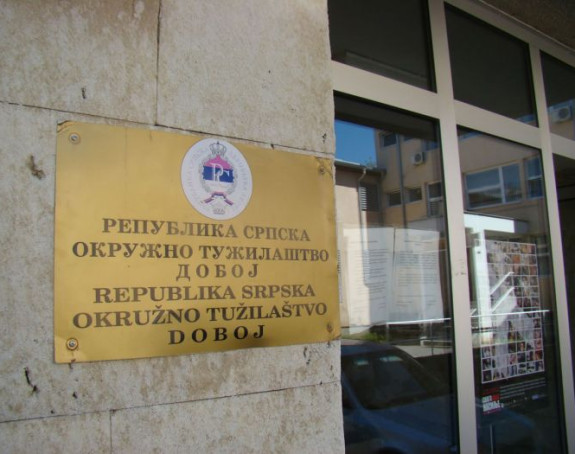 РЕПУБЛИКА СРПСКА
ОКРУЖНО ТУЖИЛАШТВО
ДОБОЈ
REPUBLIKA SRPSKA
OKRUŽNO TUŽILAŠTVO
DOBOJ